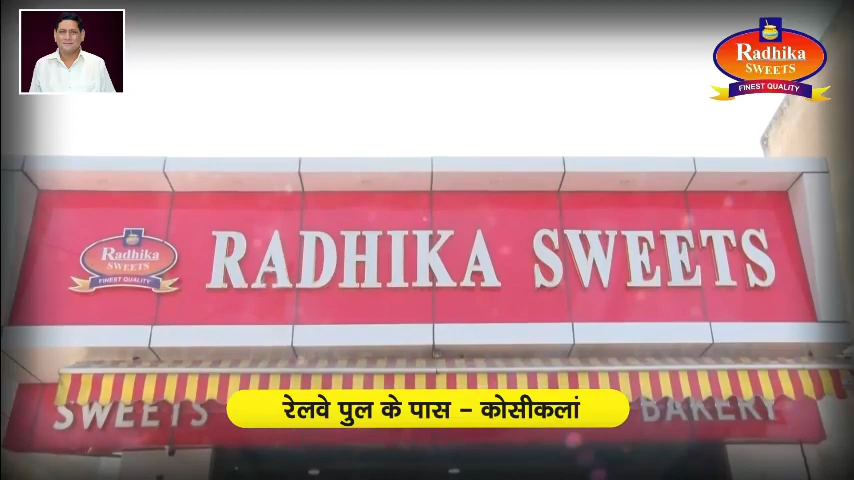 Radhika
SWEETS
FINEST QUALITY
Radhika
SWEETS
FINEST QUALITY
RADHIKA SWEETS
SWEETS
BAKERY
रेलवे पुल के पास - कोसीकलां